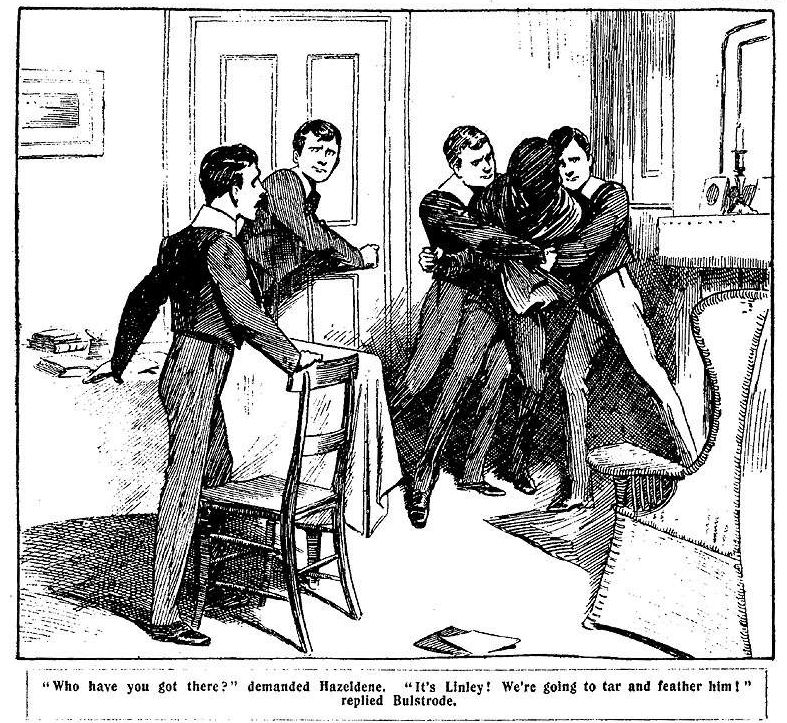 "Who have you got there?" demanded Hazeldene. "It's Linley! We're going to tar and feather him!"
replied Bulstrode.